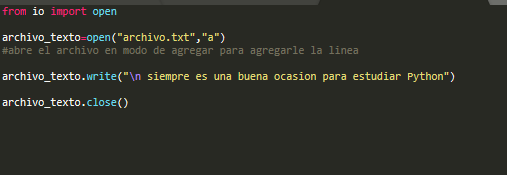 from io import open
archivo_texto=open("archivo.txt","a")
#abre el archivo en modo de agregar para agregarle la linea
archivo_texto.write("\n siempre es una buena ocasion para estudiar Python")
archivo_texto.close()